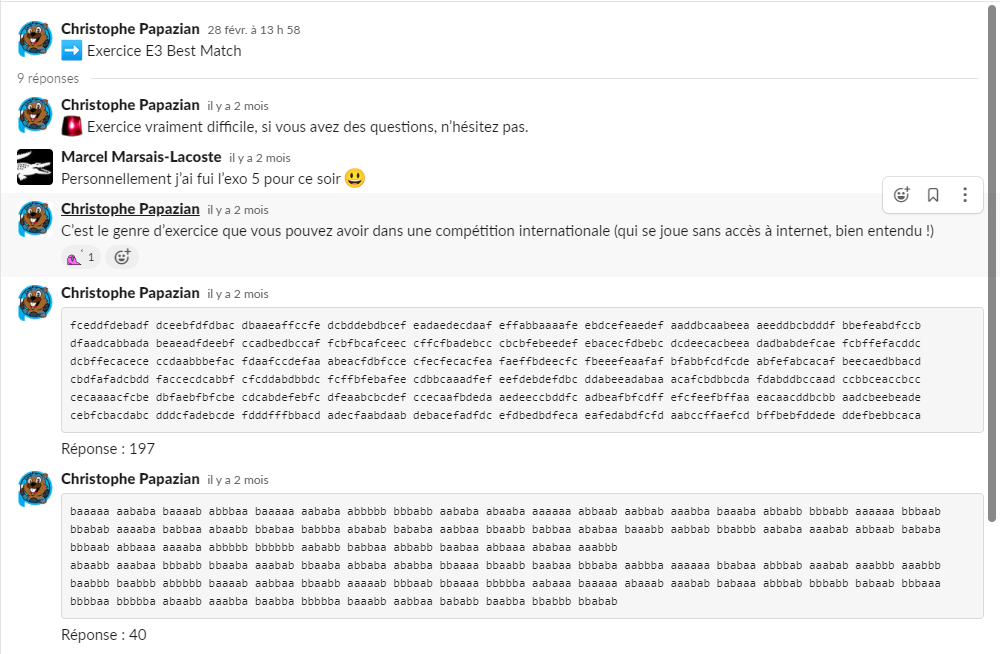 Christophe Papazian 28 févr. à 13 h 58
Exercice E3 Best Match
9 réponses
Christophe Papazian il y a 2 mois
Exercice vraiment difficile, si vous avez des questions, n’hésitez pas.
Marcel Marsais-Lacoste il y a 2 mois
Personnellement j’ai fui l’exo 5 pour ce soir
Christophe Papazian il y a 2 mois
C’est le genre d’exercice que vous pouvez avoir dans une compétition internationale (qui se joue sans accès à internet, bien entendu !)
1
Christophe Papazian il y a 2 mois
fceddfdebadf dceebfdfdbac dbaaeaffccfe dcbddebdbcef eadaedecdaaf effabbaaaafe ebdcefeaedef aaddbcaabeea aeeddbcbdddf bbefeabdfccb
dfaadcabbada beaeadfdeebf ccadbedbccaf fcbfbcafceec cffcfbadebcc cbcbfebeedef ebacecfdbebc dcdeecacbeea dadbabdefcae fcbffefacddc
dcbffecacece ccdaabbbefac fdaafccdefaa abeacfdbfcce cfecfecacfea faeffbdeecfc fbeeefeaafaf bfabbfcdfcde abfefabcacaf beecaedbbacd
cbdfafadcbdd faccecdcabbf cfcddabdbbdc fcffbfebafee cdbbcaaadfef eefdebdefdbc ddabeeadabaa acafcbdbbcda fdabddbccaad ccbbceaccbcc
cecaaaacfcbe dbfaebfbfcbe cdcabdefebfc dfeaabcbcdef ccecaafbdeda aedeeccbddfc adbeafbfcdff efcfeefbffaa eacaacddbcbb aadcbeebeade
cebfcbacdabc dddcfadebcde fdddfffbbacd adecfaabdaab debacefadfdc efdbedbdfeca eafedabdfcfd aabccffaefcd bffbebfddede ddefbebbcaca
Réponse : 197
Christophe Papazian il y a 2 mois
baaaaa aababa baaaab abbbaa baaaaa aababa abbbbb bbbabb aababa abaaba aaaaaa abbaab aabbab aaabba baaaba abbabb bbbabb aaaaaa bbbaab
bbabab aaaaba babbaa abaabb bbabaa babbba ababab bababa aabbaa bbaabb babbaa ababaa baaabb aabbab bbabbb aababa aaabab abbaab bababa
bbbaab abbaaa aaaaba abbbbb bbbbbb aababb babbaa abbabb baabaa abbaaa ababaa aaabbb
abaabb aaabaa bbbabb bbaaba aaabab bbaaba abbaba ababba bbaaaa bbaabb baabaa bbbaba aabbba aaaaaa bbabaa abbbab aaabab aaabbb aaabbb
baabbb baabbb abbbbb baaaab aabbaa bbaabb aaaaab bbbaab bbaaaa bbbbba aabaaa baaaaa abaaab aaabab babaaa abbbab bbbabb babaab bbbaaa
bbbbaa bbbbba abaabb aaabba baabba bbbbba baaabb aabbaa bababb baabba bbabbb bbabab
Réponse : 40